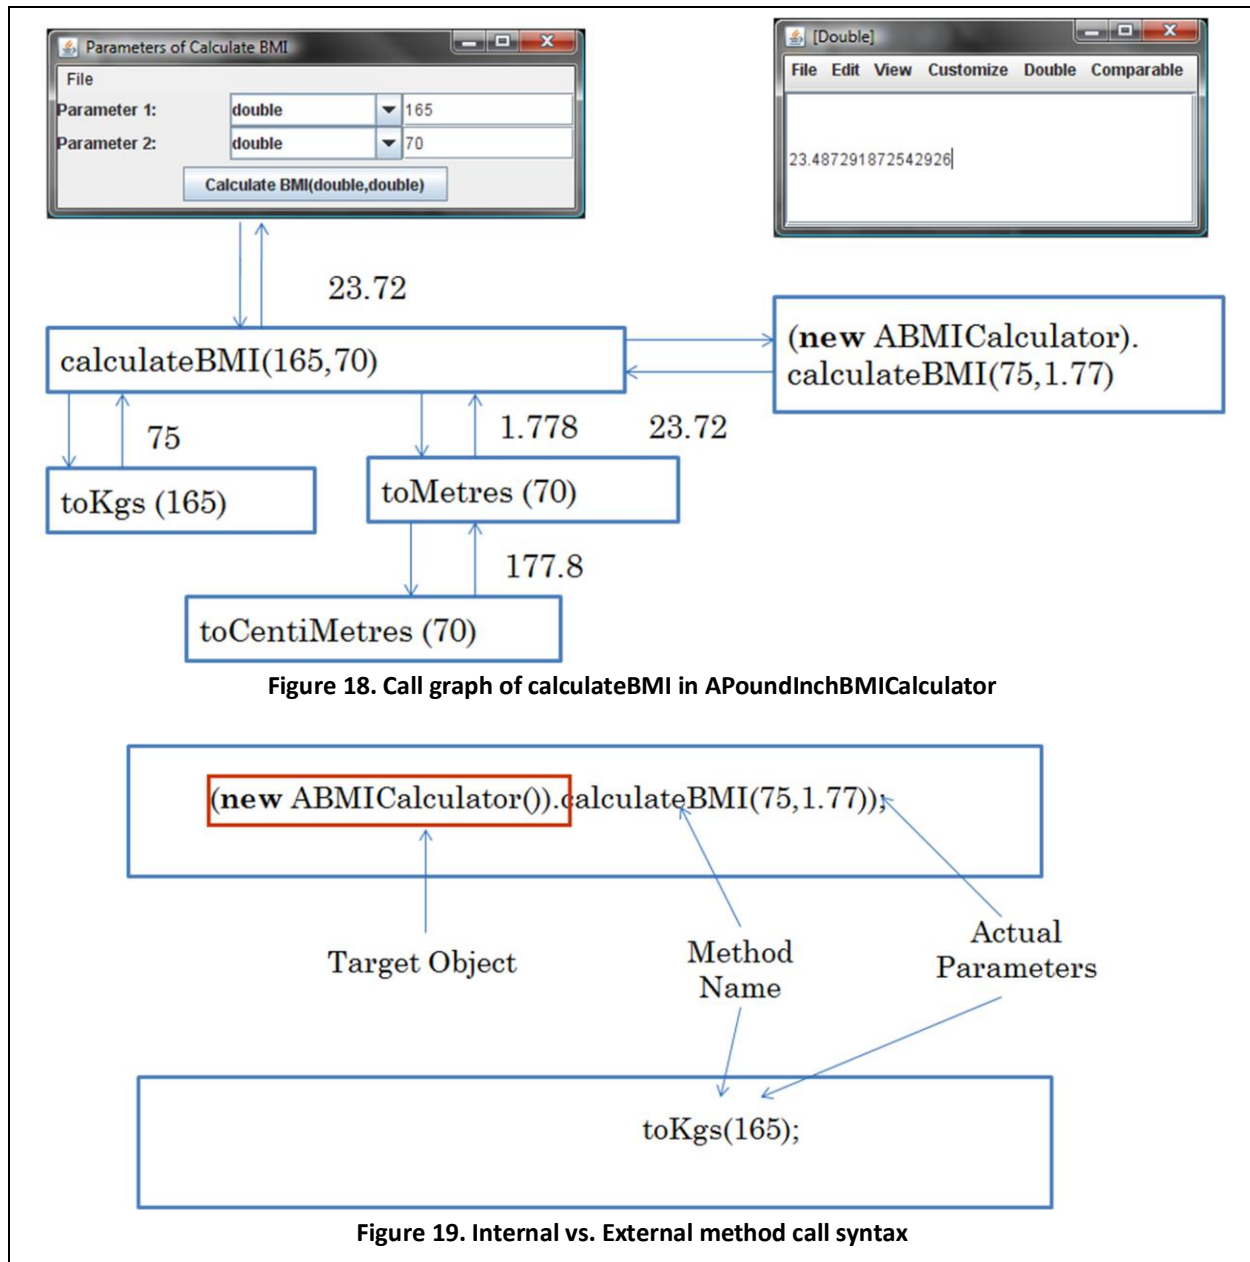 Parameters of Calculate BMI
File
Parameter 1: double 165
Parameter 2: double 70
Calculate BMI(double,double)
[Double]
File Edit View Customize Double Comparable
23.487291872542926
23.72
calculateBMI(165,70)
(new ABMICalculator).
calculateBMI(75,1.77)
75
1.778
23.72
toKgs (165)
toMetres (70)
177.8
toCentiMetres (70)
Figure 18. Call graph of calculateBMI in APoundInchBMICalculator
(new ABMICalculator()).calculateBMI(75,1.77));
Target Object
Method
Name
Actual
Parameters
toKgs(165);
Figure 19. Internal vs. External method call syntax